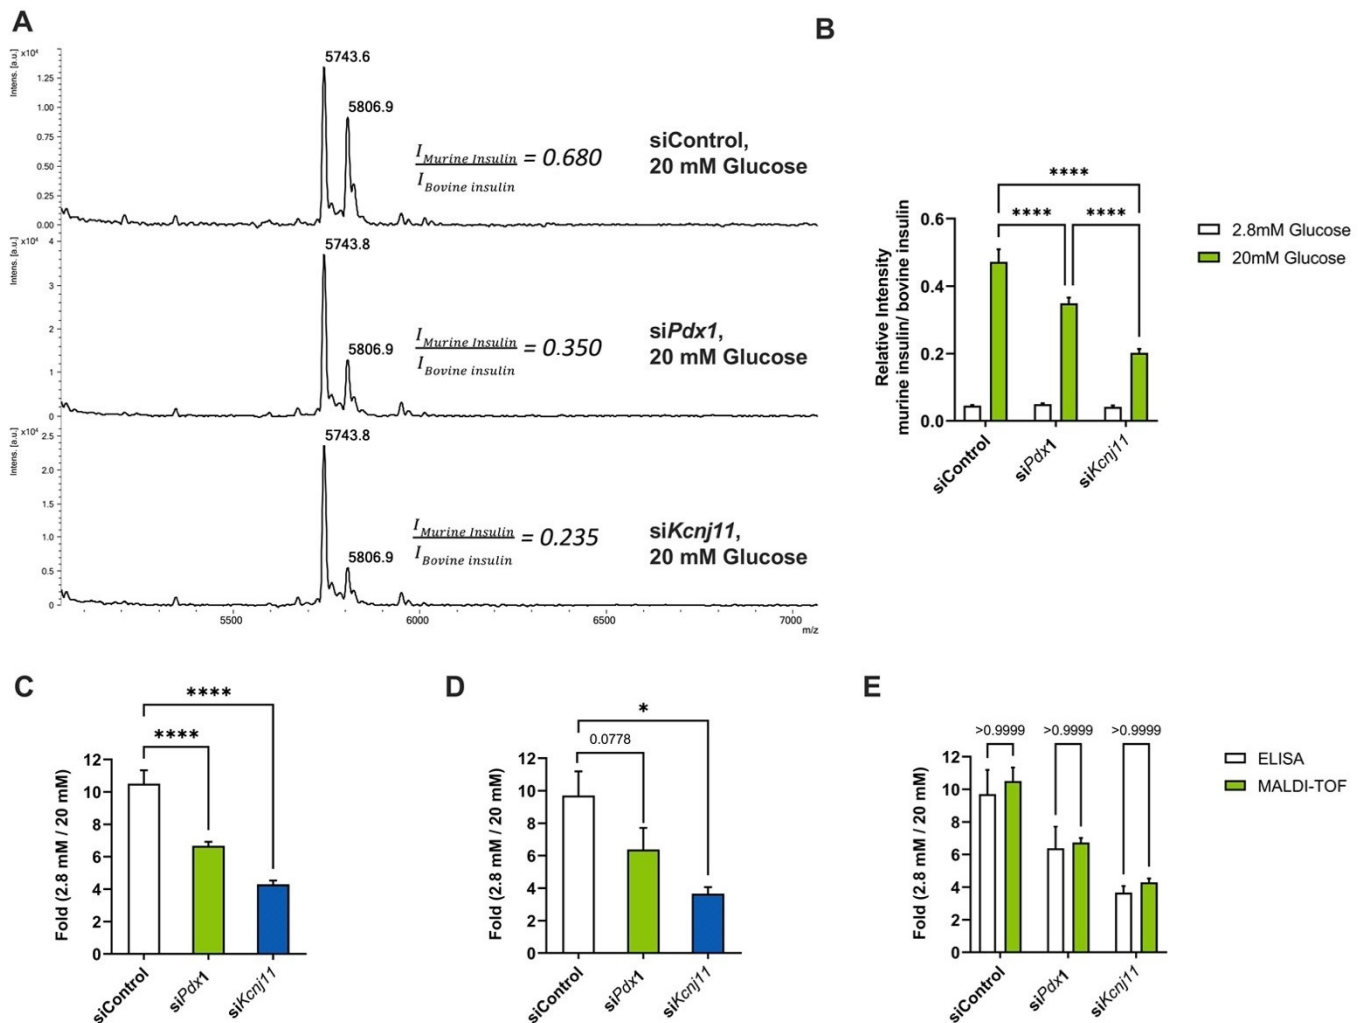 A
Intens. [a.u.]
x10⁴
1.25
1.00
0.75
0.50
0.25
0.00
5743.6
5806.9
I Murine Insulin / I Bovine insulin = 0.680
siControl,
20 mM Glucose
Intens. [a.u.]
x10⁴
4
3
2
1
0
5743.8
5806.9
I Murine Insulin / I Bovine insulin = 0.350
siPdx1,
20 mM Glucose
Intens. [a.u.]
x10⁴
2.5
2.0
1.5
1.0
0.5
0
5743.8
5806.9
I Murine Insulin / I Bovine insulin = 0.235
siKcnj11,
20 mM Glucose
5500
6000
6500
7000
m/z
B
Relative Intensity
murine insulin/ bovine insulin
0.6
0.4
0.2
0.0
****
****
****
siControl
siPdx1
siKcnj11
2.8mM Glucose
20mM Glucose
C
Fold (2.8 mM / 20 mM)
12
10
8
6
4
2
0
****
****
siControl
siPdx1
siKcnj11
D
Fold (2.8 mM / 20 mM)
12
10
8
6
4
2
0
*
0.0778
siControl
siPdx1
siKcnj11
E
Fold (2.8 mM / 20 mM)
12
10
8
6
4
2
0
>0.9999
>0.9999
>0.9999
siControl
siPdx1
siKcnj11
ELISA
MALDI-TOF